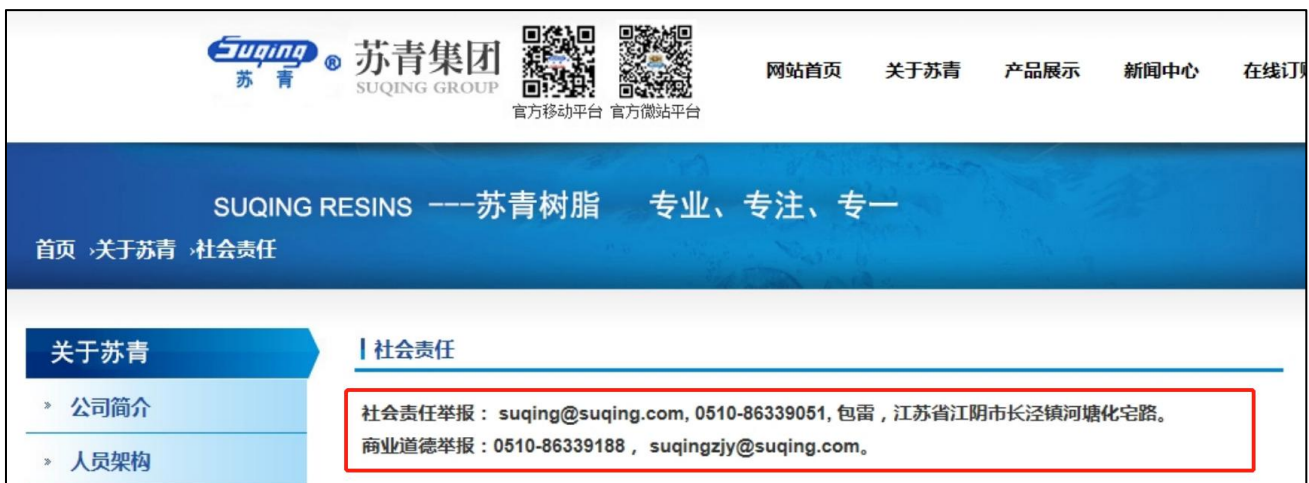 Suqing ® 苏青集团
苏 青 SUQING GROUP
官方移动平台 官方微站平台
网站首页 关于苏青 产品展示 新闻中心 在线订
SUQING RESINS ---苏青树脂 专业、专注、专一
首页 ›关于苏青 ›社会责任
关于苏青
» 公司简介
» 人员架构
社会责任
社会责任举报： suqing@suqing.com, 0510-86339051, 包雷，江苏省江阴市长泾镇河塘化宅路。
商业道德举报：0510-86339188 ， suqingzjy@suqing.com。